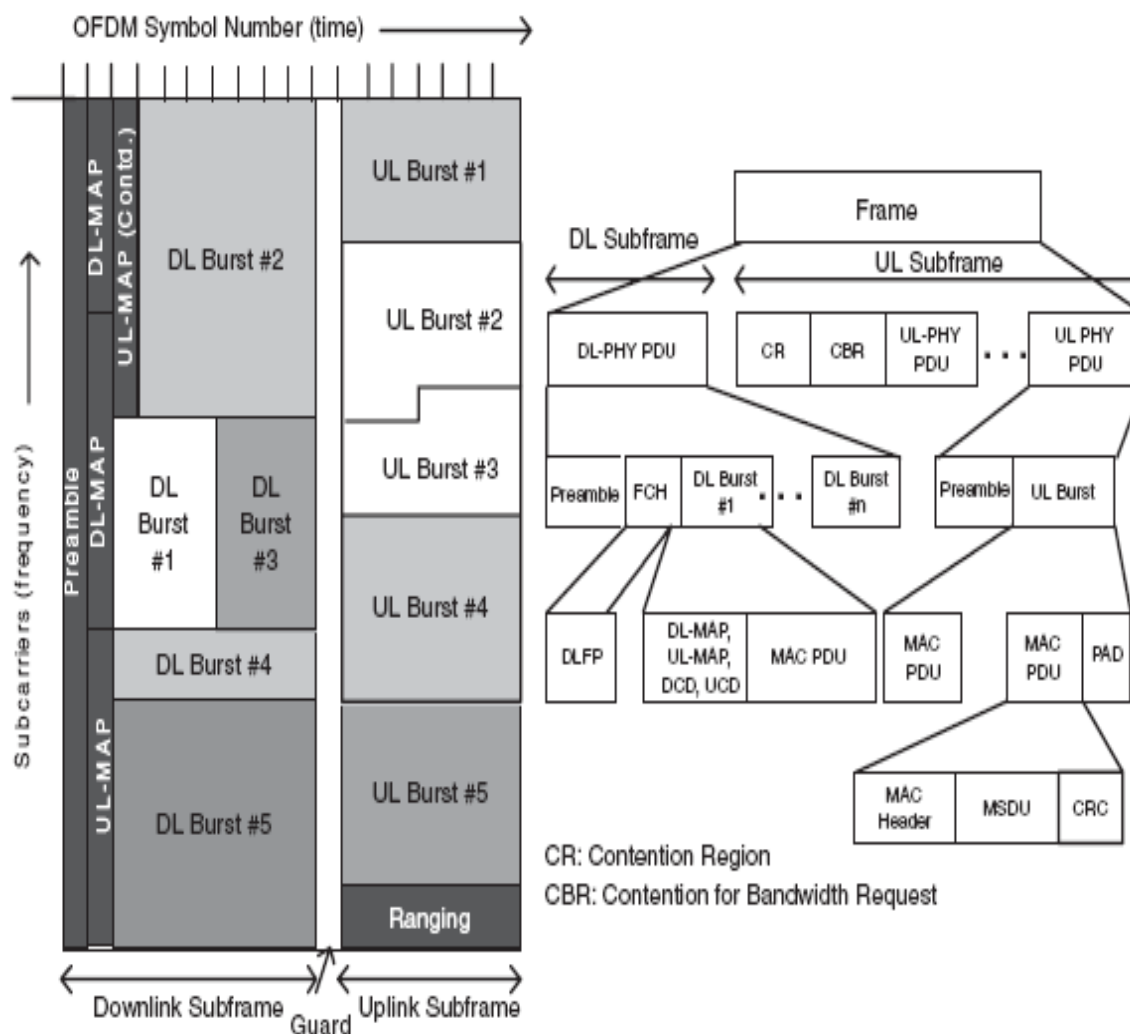 OFDM Symbol Number (time)
Subcarriers (frequency)
Preamble
DL-MAP
DL-MAP
UL-MAP
UL-MAP (Contd.)
DL Burst #2
DL
Burst
#1
DL
Burst
#3
DL Burst #4
DL Burst #5
UL Burst #1
UL Burst #2
UL Burst #3
UL Burst #4
UL Burst #5
Ranging
Downlink Subframe
Guard
Uplink Subframe
Frame
DL Subframe
UL Subframe
DL-PHY PDU
CR
CBR
UL-PHY
PDU
. . .
UL PHY
PDU
Preamble
FCH
DL Burst
#1
. . .
DL Burst
#n
Preamble
UL Burst
DLFP
DL-MAP,
UL-MAP,
DCD, UCD
MAC PDU
MAC
PDU
MAC
PDU
PAD
MAC
Header
MSDU
CRC
CR: Contention Region
CBR: Contention for Bandwidth Request